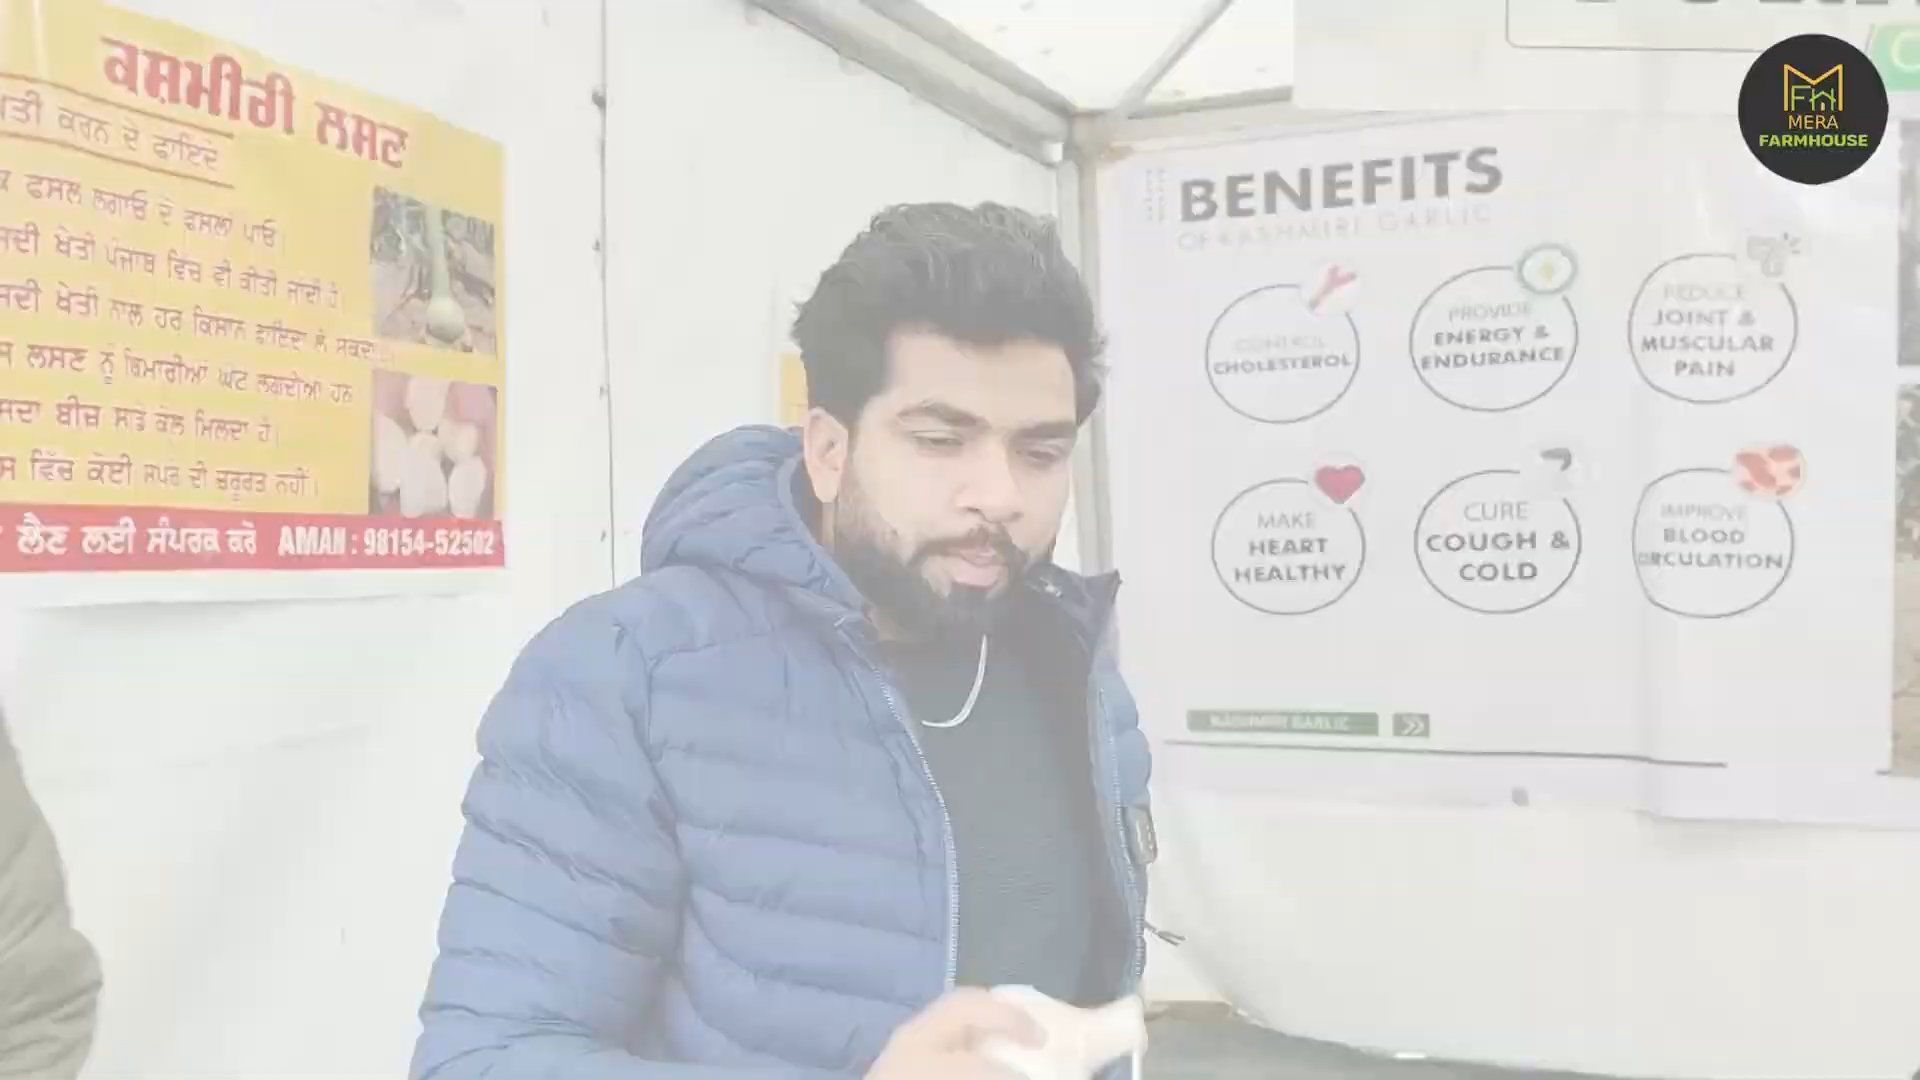 ਕਸ਼ਮੀਰੀ ਲਸਣ
ਕਰਨ ਦੇ ਫਾਇਦੇ
ਫਸਲ ਲਗਾਓ ਦੋ ਫਸਲਾਂ ਪਾਓ।
ਖੇਤੀ ਪੰਜਾਬ ਵਿੱਚ ਵੀ ਕੀਤੀ ਜਾਂਦੀ ਹੈ।
ਖੇਤੀ ਨਾਲ ਹਰ ਕਿਸਾਨ ਫਾਇਦਾ ਲੈ ਸਕਦਾ
ਲਸਣ ਨੂੰ ਬਿਮਾਰੀਆਂ ਘੱਟ ਲਗਦੀਆਂ ਹਨ
ਬੀਜ ਸਾਡੇ ਕੋਲ ਮਿਲਦਾ ਹੈ।
ਵਿੱਚ ਕੋਈ ਸਪਰੇ ਦੀ ਜ਼ਰੂਰਤ ਨਹੀਂ।
ਲੈਣ ਲਈ ਸੰਪਰਕ ਕਰੋ AMAN : 98154-52502
BENEFITS
OF KASHMIRI GARLIC
CONTROL
CHOLESTEROL
PROVIDE
ENERGY &
ENDURANCE
REDUCE
JOINT &
MUSCULAR
PAIN
MAKE
HEART
HEALTHY
CURE
COUGH &
COLD
IMPROVE
BLOOD
CIRCULATION
KASHMIRI GARLIC
MERA
FARMHOUSE